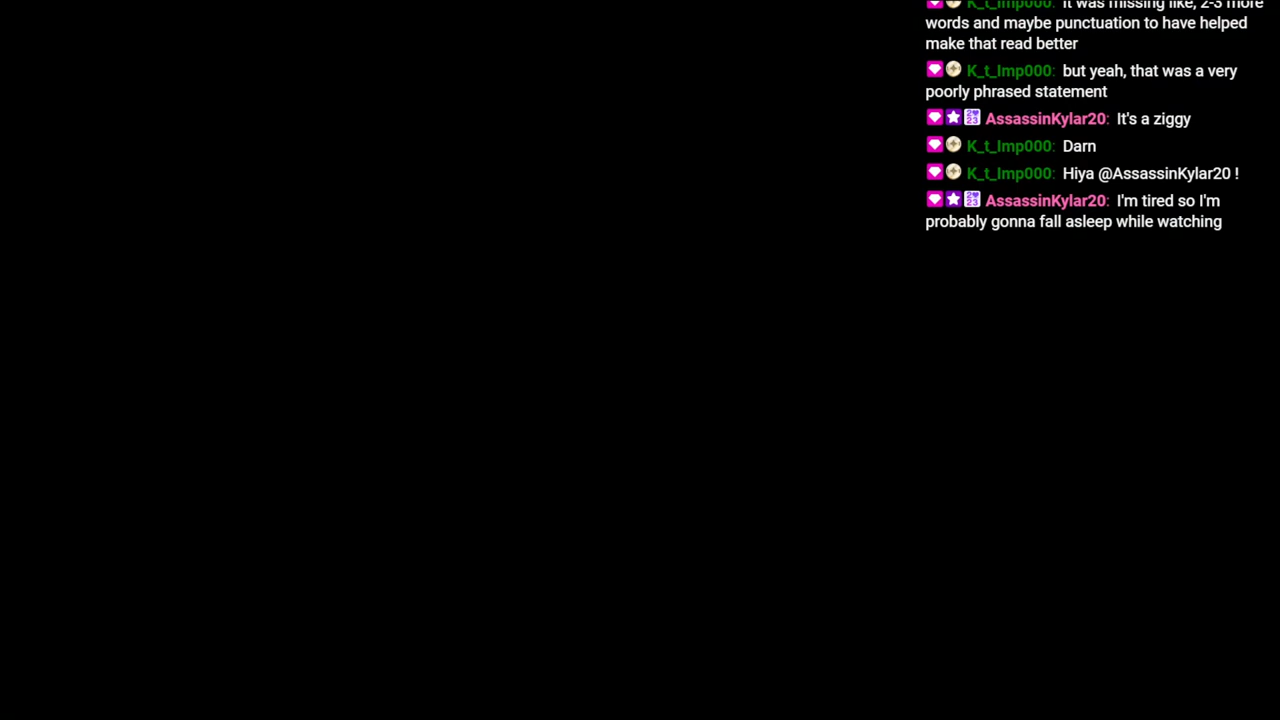 K_t_Imp000: It was missing like, 2-3 more
words and maybe punctuation to have helped
make that read better
K_t_Imp000: but yeah, that was a very
poorly phrased statement
AssassinKylar20: It's a ziggy
K_t_Imp000: Darn
K_t_Imp000: Hiya @AssassinKylar20 !
AssassinKylar20: I'm tired so I'm
probably gonna fall asleep while watching